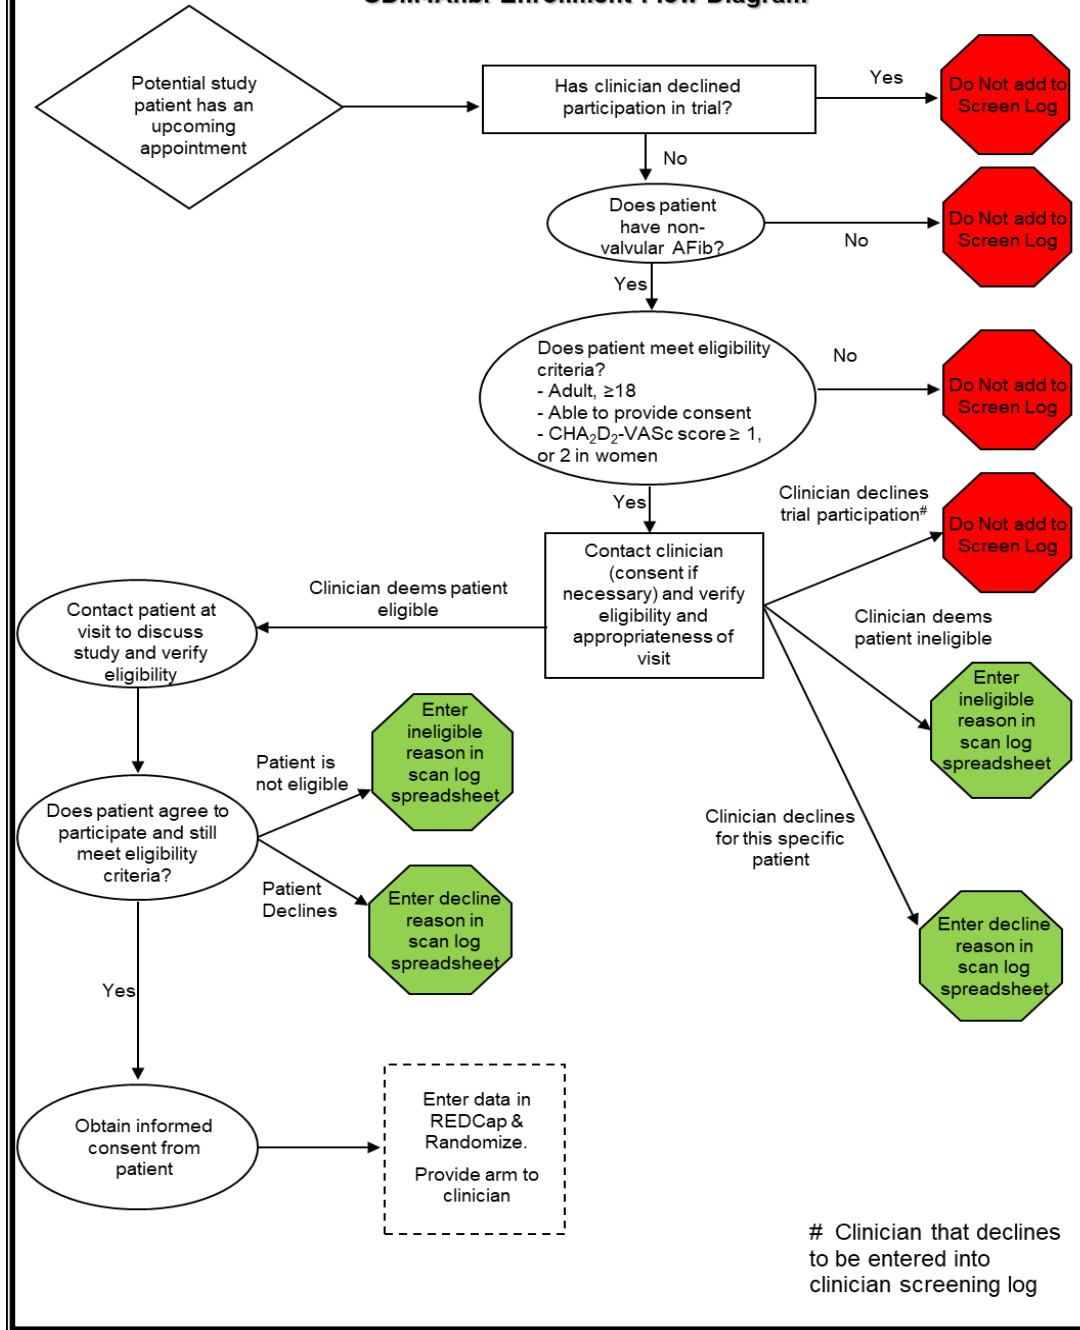 Enrollment Flow Diagram
Potential study
patient has an
upcoming
appointment
Has clinician declined
participation in trial?
Yes
Do Not add to
Screen Log
No
Does patient
have non-
valvular AFib?
No
Do Not add to
Screen Log
Yes
Does patient meet eligibility
criteria?
- Adult, ≥18
- Able to provide consent
- CHA₂D₂-VASc score ≥ 1,
or 2 in women
No
Do Not add to
Screen Log
Yes
Clinician declines
trial participation#
Do Not add to
Screen Log
Contact clinician
(consent if
necessary) and verify
eligibility and
appropriateness of
visit
Clinician deems patient
eligible
Clinician deems
patient ineligible
Enter
ineligible
reason in
scan log
spreadsheet
Clinician declines
for this specific
patient
Enter decline
reason in
scan log
spreadsheet
Contact patient at
visit to discuss
study and verify
eligibility
Does patient agree to
participate and still
meet eligibility
criteria?
Patient is
not eligible
Enter
ineligible
reason in
scan log
spreadsheet
Patient
Declines
Enter decline
reason in
scan log
spreadsheet
Yes
Obtain informed
consent from
patient
Enter data in
REDCap &
Randomize.
Provide arm to
clinician
# Clinician that declines
to be entered into
clinician screening log